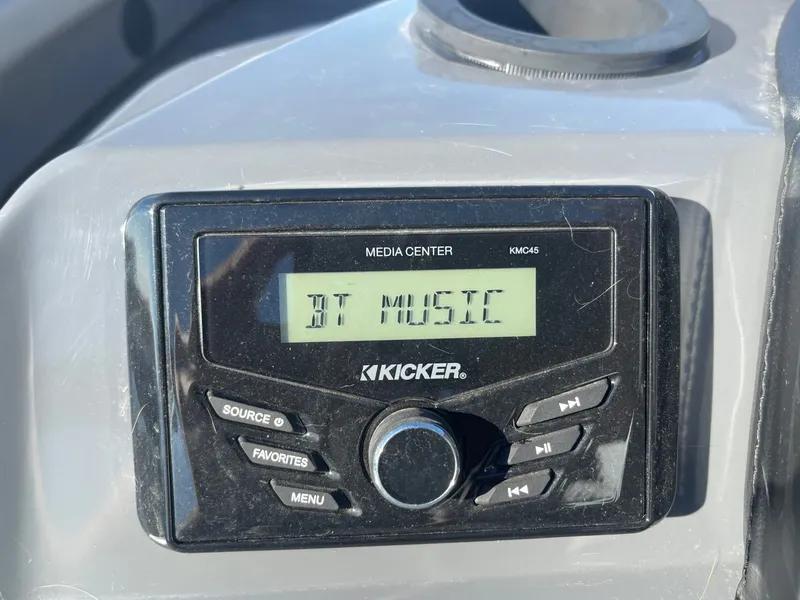 MEDIA CENTER KMC45
BT MUSIC
KICKER®
SOURCE
FAVORITES
MENU